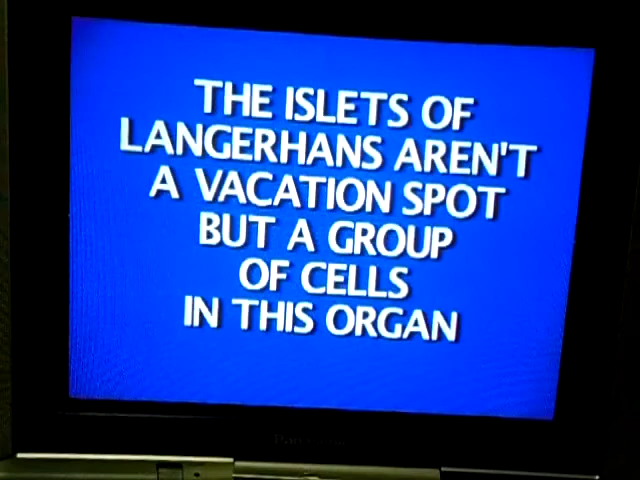 THE ISLETS OF
LANGERHANS AREN'T
A VACATION SPOT
BUT A GROUP
OF CELLS
IN THIS ORGAN